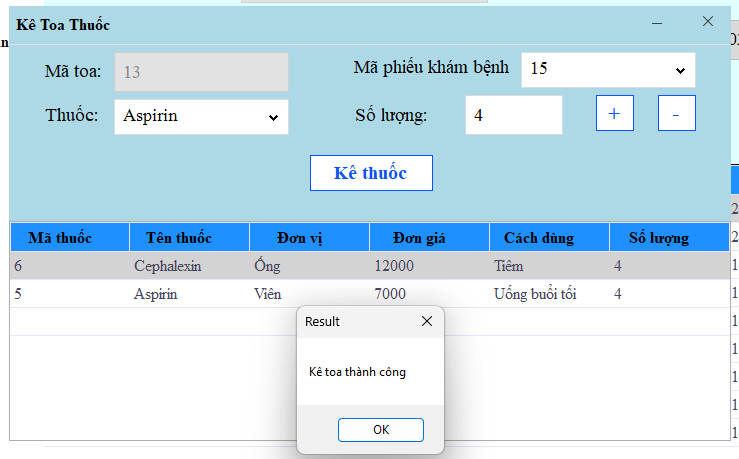 Kê Toa Thuốc
Mã toa: 13 Mã phiếu khám bệnh 15
Thuốc: Aspirin Số lượng: 4 + -
Kê thuốc
Mã thuốc Tên thuốc Đơn vị Đơn giá Cách dùng Số lượng
6 Cephalexin Ống 12000 Tiêm 4
5 Aspirin Viên 7000 Uống buổi tối 4
Result
Kê toa thành công
OK